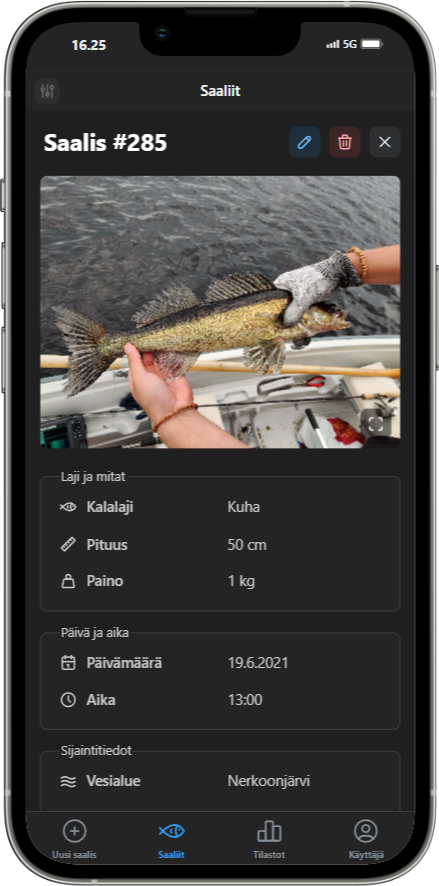 16.25
5G
Saaliit
Saalis #285
Laji ja mitat
Kalalaji Kuha
Pituus 50 cm
Paino 1 kg
Päivä ja aika
Päivämäärä 19.6.2021
Aika 13:00
Sijaintitiedot
Vesialue Nerkoonjärvi
Uusi saalis Saaliit Tilastot Käyttäjä